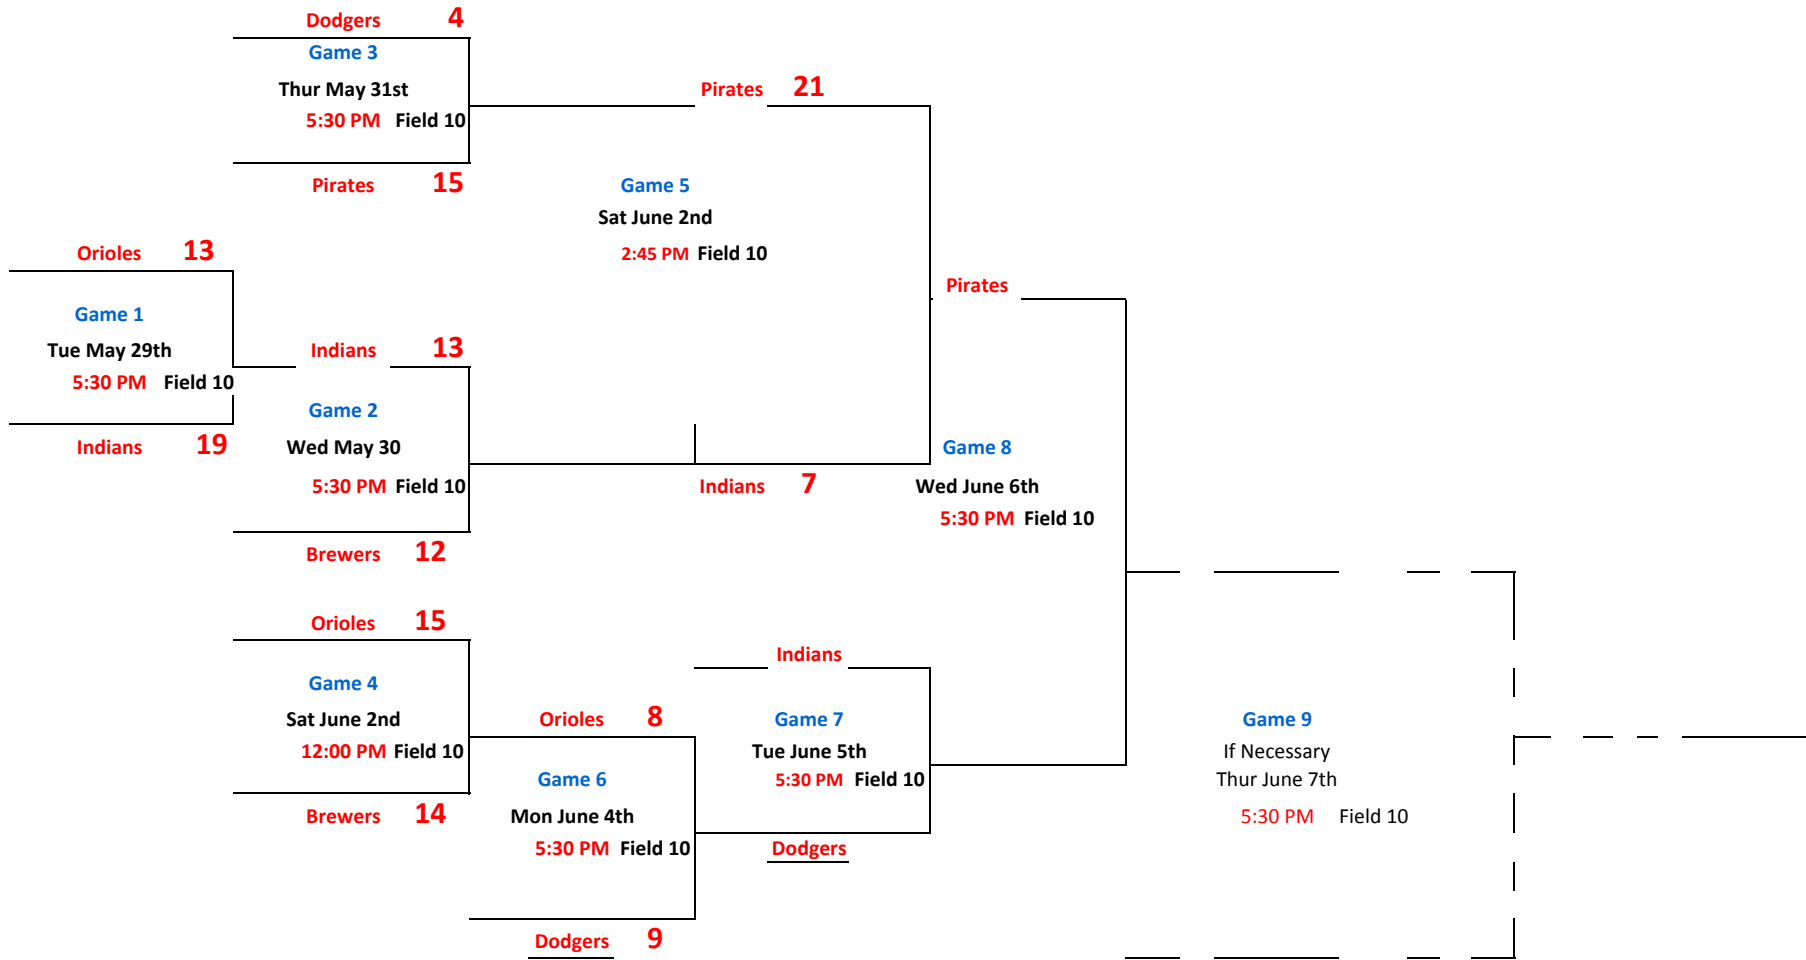 Dodgers 4
Game 3
Thur May 31st
5:30 PM Field 10
Pirates 15
Pirates 21
Game 5
Sat June 2nd
2:45 PM Field 10
Orioles 13
Game 1
Tue May 29th
5:30 PM Field 10
Indians 19
Indians 13
Game 2
Wed May 30
5:30 PM Field 10
Brewers 12
Indians 7
Pirates
Game 8
Wed June 6th
5:30 PM Field 10
Orioles 15
Game 4
Sat June 2nd
12:00 PM Field 10
Brewers 14
Orioles 8
Game 6
Mon June 4th
5:30 PM Field 10
Dodgers 9
Indians
Game 7
Tue June 5th
5:30 PM Field 10
Dodgers
Game 9
If Necessary
Thur June 7th
5:30 PM Field 10